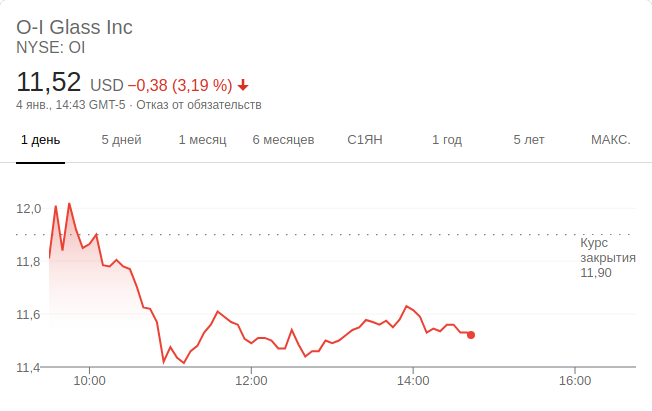 O-I Glass Inc
NYSE: OI
11,52 USD −0,38 (3,19 %)
4 янв., 14:43 GMT-5 · Отказ от обязательств
1 день 5 дней 1 месяц 6 месяцев С1ЯН 1 год 5 лет МАКС.
12,0
Курс
закрытия
11,8
11,90
11,6
11,4
10:00 12:00 14:00 16:00